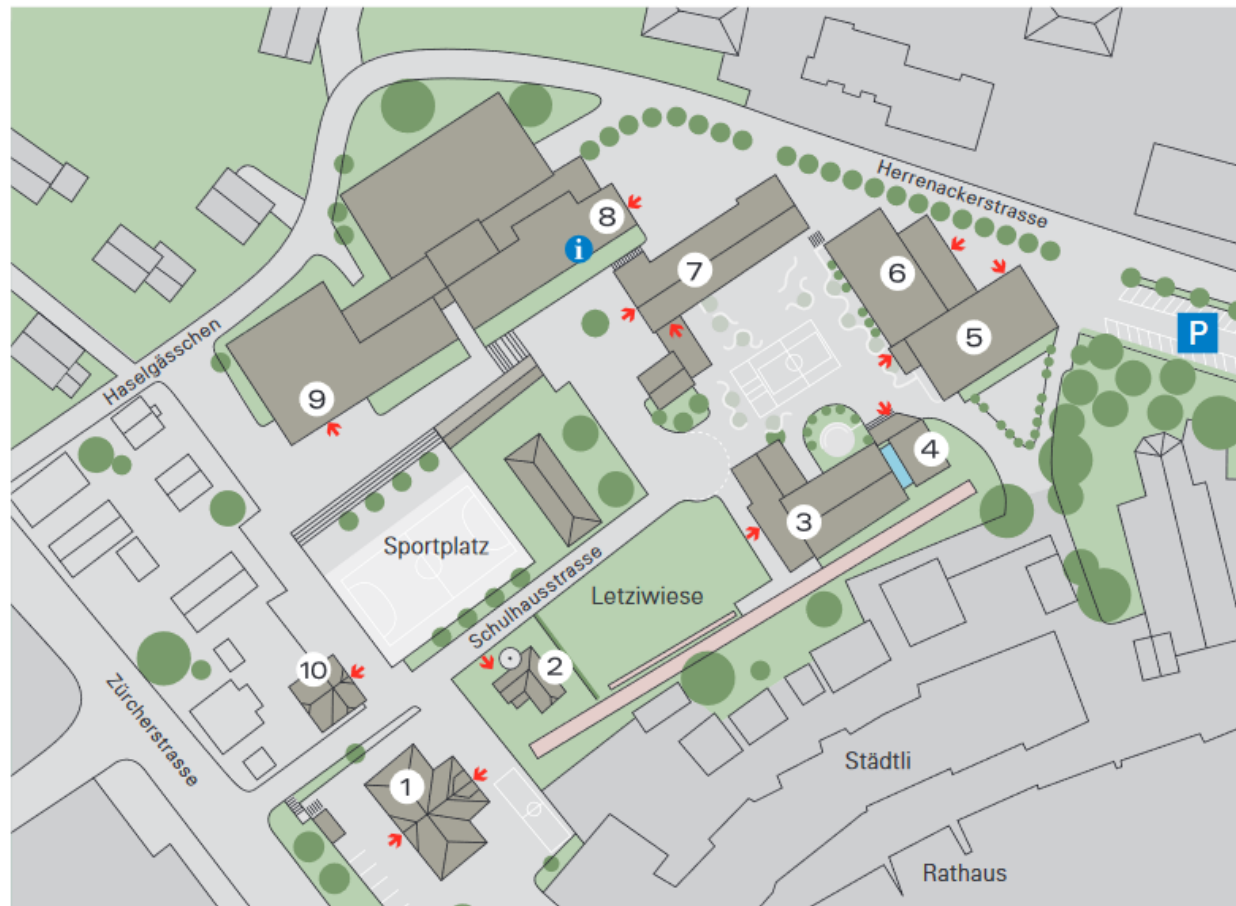 Herrenackerstrasse
8
i
6
7
P
5
Haselgässchen
9
4
3
Sportplatz
Letziwiese
Schulhausstrasse
2
10
Zürcherstrasse
Städtli
1
Rathaus